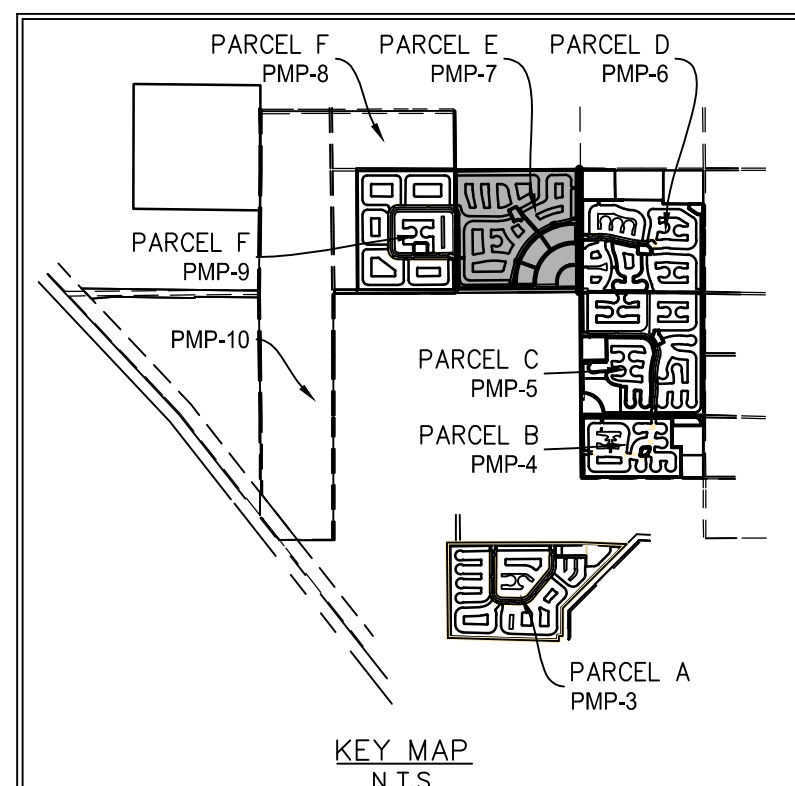 PARCEL F
PMP-8
PARCEL E
PMP-7
PARCEL D
PMP-6
PARCEL F
PMP-9
PMP-10
PARCEL C
PMP-5
PARCEL B
PMP-4
PARCEL A
PMP-3
KEY MAP
N.T.S.